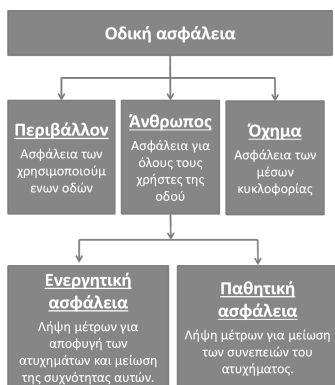 Οδική ασφάλεια
Περιβάλλον
Ασφάλεια των
χρησιμοποιούμ
ενων οδών
Άνθρωπος
Ασφάλεια για
όλους τους
χρήστες της
οδού
Όχημα
Ασφάλεια των
μέσων
κυκλοφορίας
Ενεργητική
ασφάλεια
Λήψη μέτρων για
αποφυγή των
ατυχημάτων και μείωση
της συχνότητας αυτών.
Παθητική
ασφάλεια
Λήψη μέτρων για μείωση
των συνεπειών του
ατυχήματος.